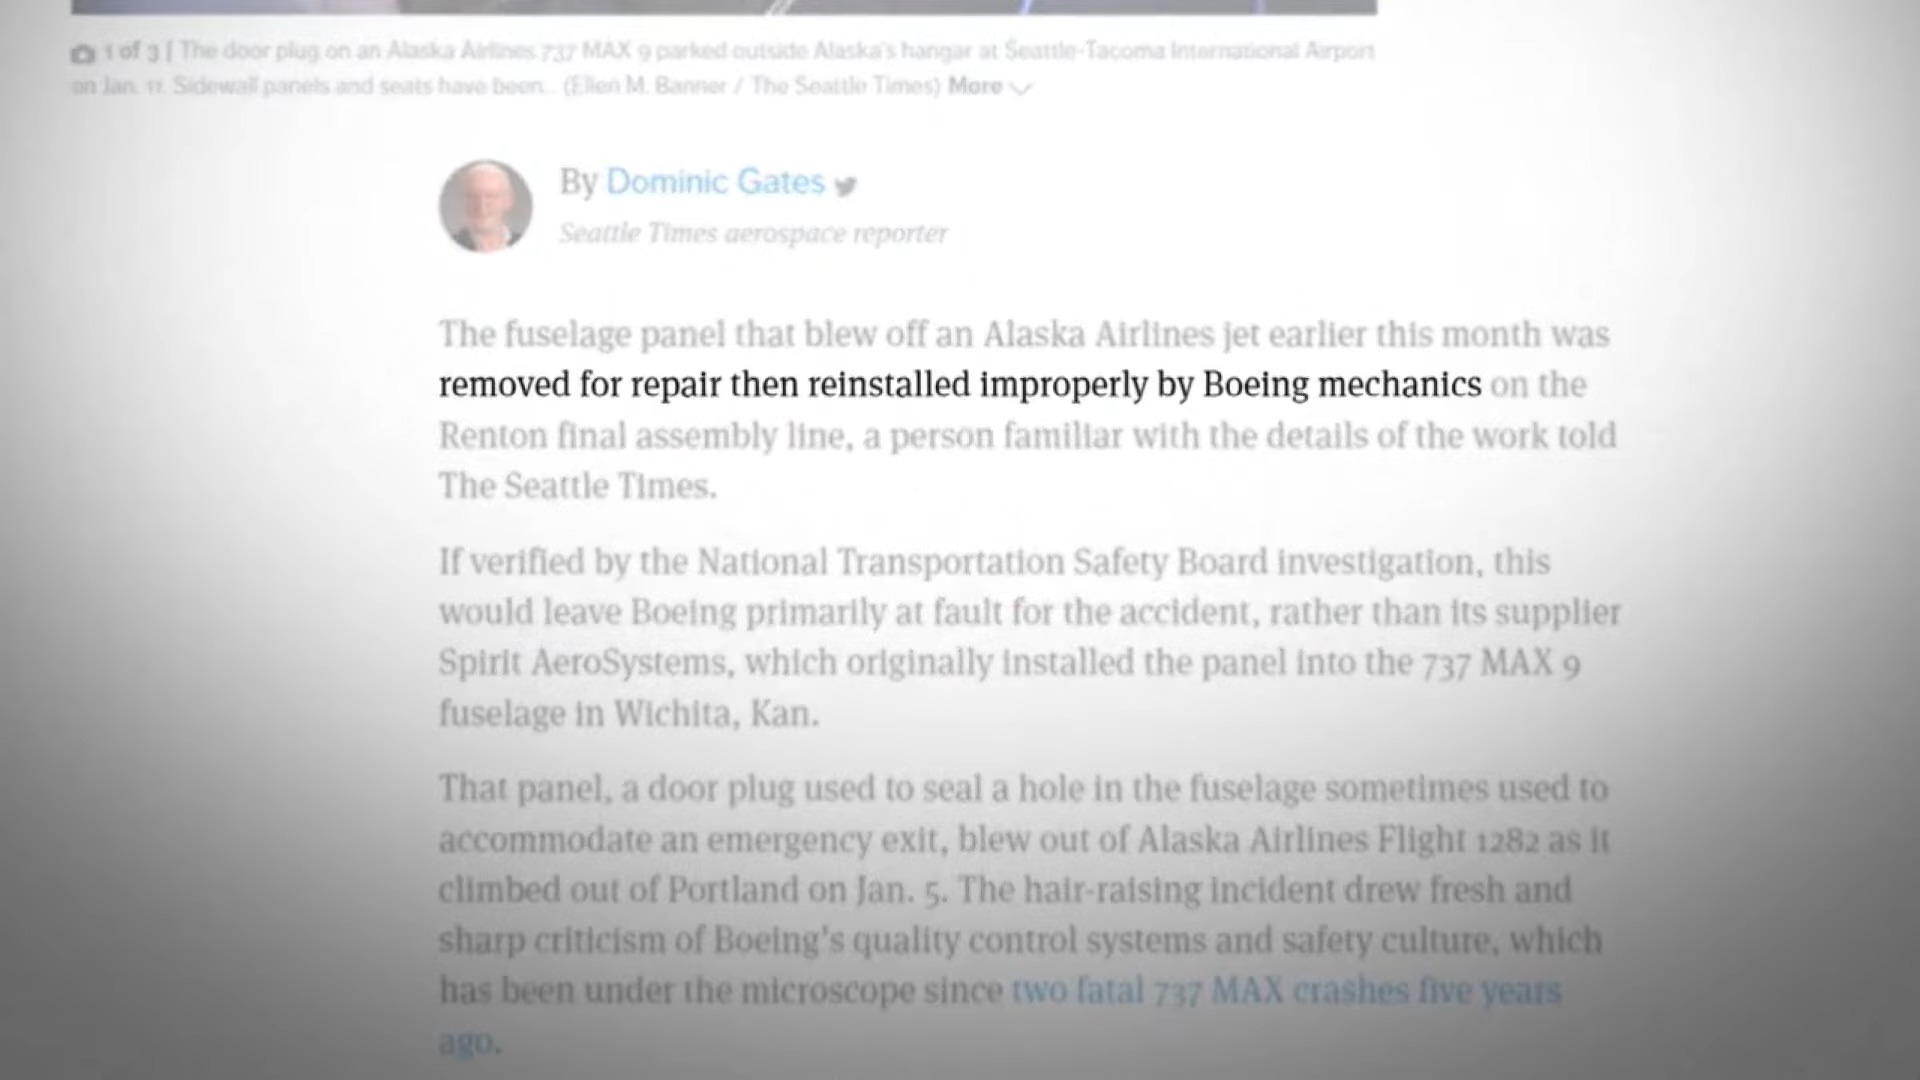 1 of 3 | The door plug on an Alaska Airlines 737 MAX 9 parked outside Alaska's hangar at Seattle-Tacoma International Airport
on Jan. 11. Sidewall panels and seats have been... (Ellen M. Banner / The Seattle Times) More
By Dominic Gates
Seattle Times aerospace reporter
The fuselage panel that blew off an Alaska Airlines jet earlier this month was
removed for repair then reinstalled improperly by Boeing mechanics on the
Renton final assembly line, a person familiar with the details of the work told
The Seattle Times.
If verified by the National Transportation Safety Board investigation, this
would leave Boeing primarily at fault for the accident, rather than its supplier
Spirit AeroSystems, which originally installed the panel into the 737 MAX 9
fuselage in Wichita, Kan.
That panel, a door plug used to seal a hole in the fuselage sometimes used to
accommodate an emergency exit, blew out of Alaska Airlines Flight 1282 as it
climbed out of Portland on Jan. 5. The hair-raising incident drew fresh and
sharp criticism of Boeing's quality control systems and safety culture, which
has been under the microscope since two fatal 737 MAX crashes five years
ago.